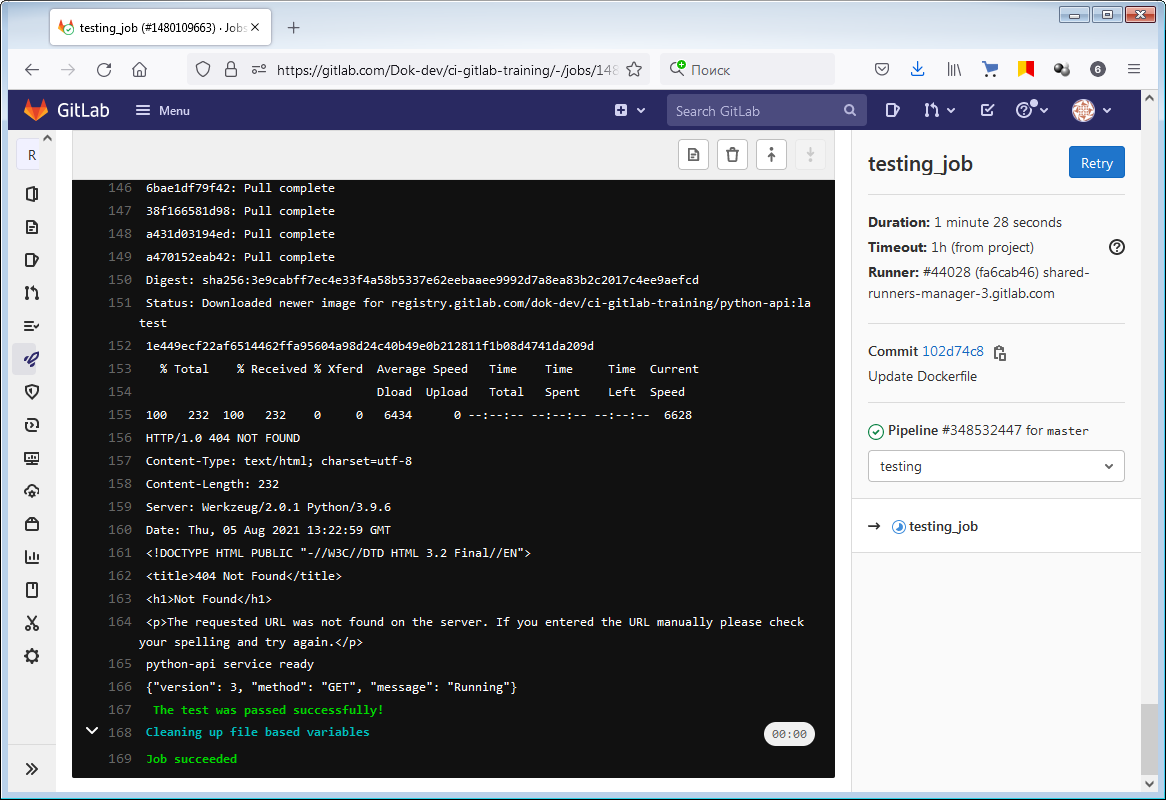 testing_job (#1480109663) · Jobs
https://gitlab.com/Dok-dev/ci-gitlab-training/-/jobs/148
Поиск
6
GitLab
Menu
Search GitLab
R
146 6bae1df79f42: Pull complete
147 38f166581d98: Pull complete
148 a431d03194ed: Pull complete
149 a470152eab42: Pull complete
150 Digest: sha256:3e9cabff7ec4e33f4a58b5337e62eebaaee9992d7a8ea83b2c2017c4ee9aefcd
151 Status: Downloaded newer image for registry.gitlab.com/dok-dev/ci-gitlab-training/python-api:la
test
152 1e449ecf22af6514462ffa95604a98d24c40b49e0b212811f1b08d4741da209d
153 % Total % Received % Xferd Average Speed Time Time Time Current
154 Dload Upload Total Spent Left Speed
155 100 232 100 232 0 0 6434 0 --:--:-- --:--:-- --:--:-- 6628
156 HTTP/1.0 404 NOT FOUND
157 Content-Type: text/html; charset=utf-8
158 Content-Length: 232
159 Server: Werkzeug/2.0.1 Python/3.9.6
160 Date: Thu, 05 Aug 2021 13:22:59 GMT
161 <!DOCTYPE HTML PUBLIC "-//W3C//DTD HTML 3.2 Final//EN">
162 <title>404 Not Found</title>
163 <h1>Not Found</h1>
164 <p>The requested URL was not found on the server. If you entered the URL manually please check
your spelling and try again.</p>
165 python-api service ready
166 {"version": 3, "method": "GET", "message": "Running"}
167 The test was passed successfully!
168 Cleaning up file based variables 00:00
169 Job succeeded
testing_job
Retry
Duration: 1 minute 28 seconds
Timeout: 1h (from project)
Runner: #44028 (fa6cab46) shared-
runners-manager-3.gitlab.com
Commit 102d74c8
Update Dockerfile
Pipeline #348532447 for master
testing
testing_job